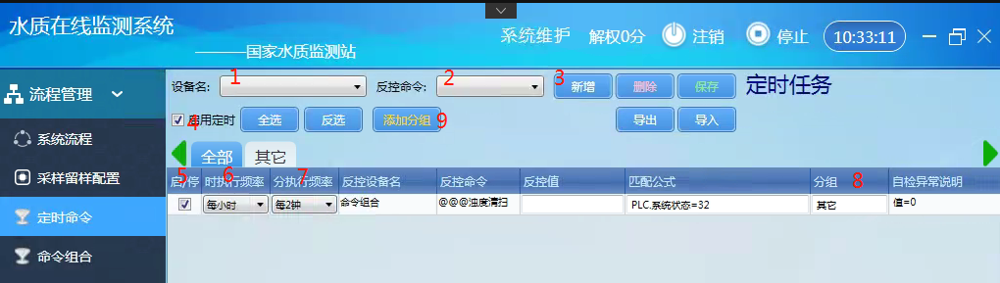 水质在线监测系统
———国家水质监测站
系统维护 解权0分 注销 停止 10:33:11
流程管理
系统流程
采样留样配置
定时命令
命令组合
设备名: 1 反控命令: 2 3 新增 删除 保存 定时任务
4 启用定时 全选 反选 添加分组 9 导出 导入
全部 其它
启/停 5 时执行频率 6 分执行频率 7 反控设备名 反控命令 反控值 匹配公式 分组 8 自检异常说明
每小时 每2钟 命令组合 @@@浊度清扫 PLC.系统状态=32 其它 值=0